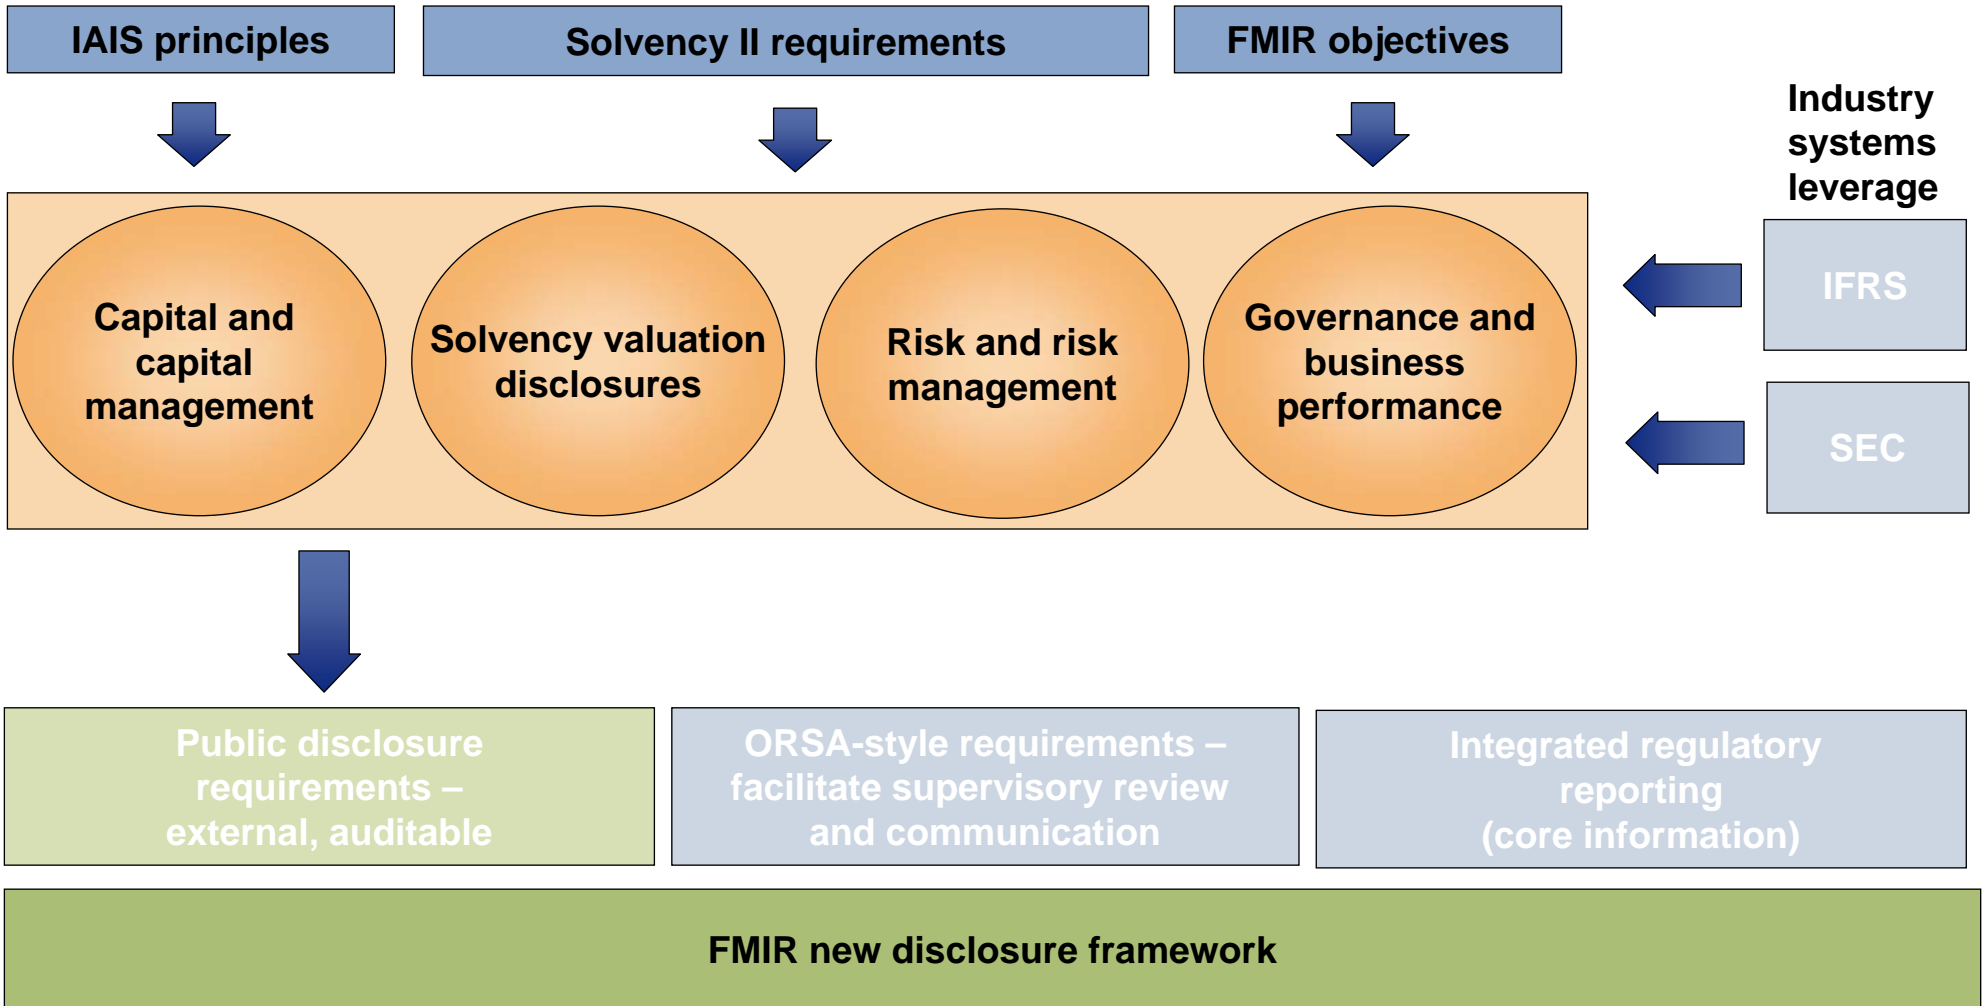 IAIS principles
Solvency II requirements
FMIR objectives
Industry
systems
leverage
Capital and
capital
management
Solvency valuation
disclosures
Risk and risk
management
Governance and
business
performance
IFRS
SEC
Public disclosure
requirements –
external, auditable
ORSA-style requirements –
facilitate supervisory review
and communication
Integrated regulatory
reporting
(core information)
FMIR new disclosure framework